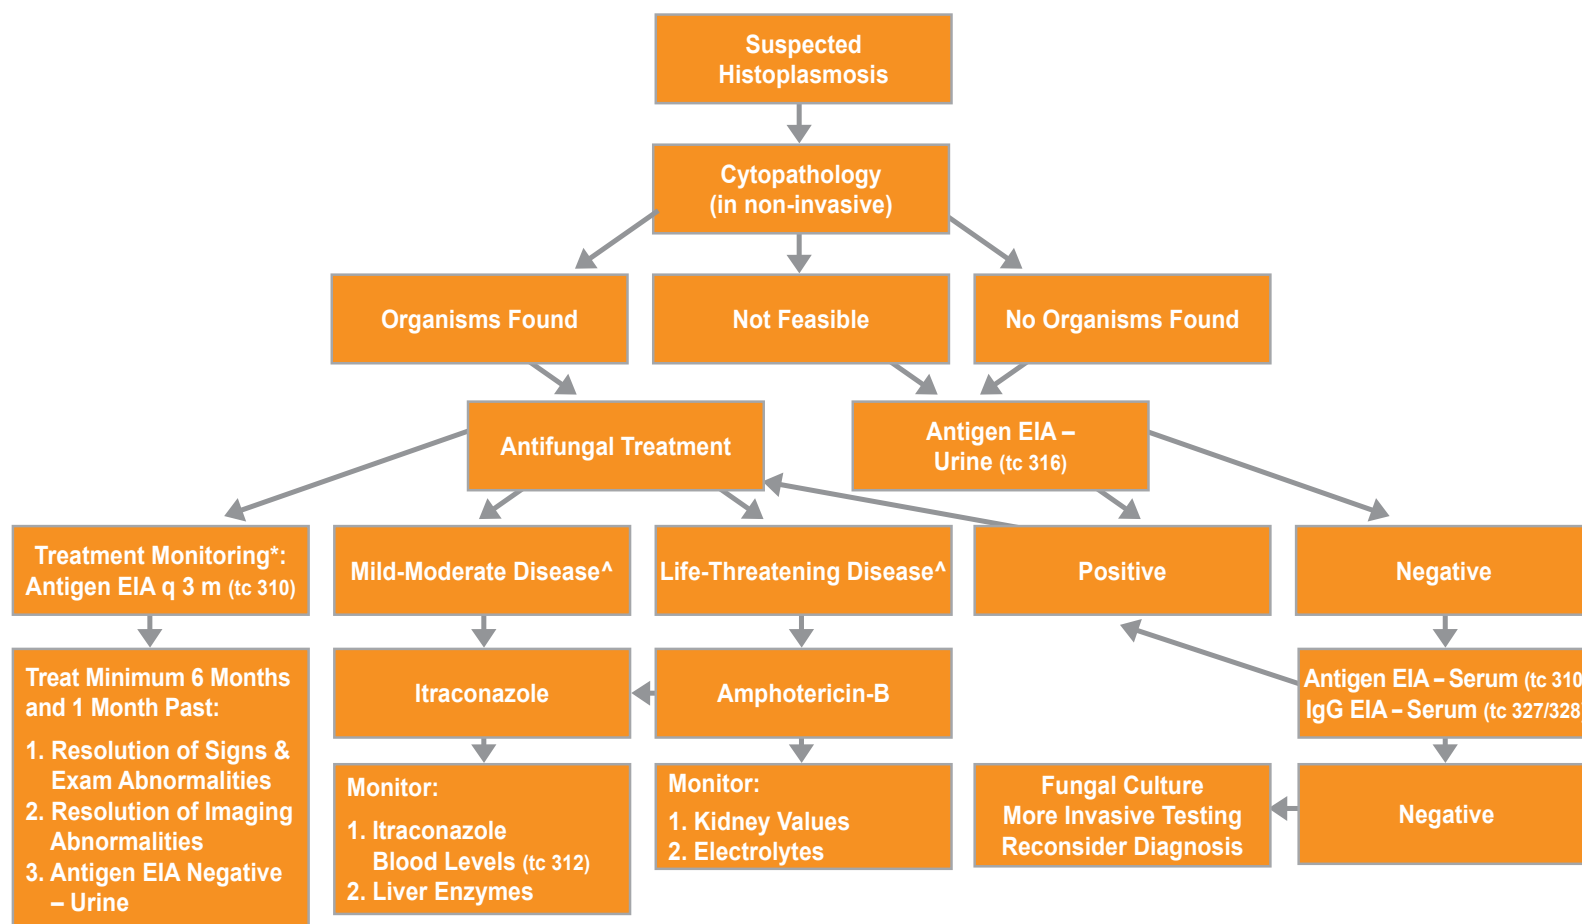 Suspected
Histoplasmosis
Cytopathology
(in non-invasive)
Organisms Found
Not Feasible
No Organisms Found
Antifungal Treatment
Antigen EIA –
Urine (tc 316)
Treatment Monitoring*:
Antigen EIA q 3 m (tc 310)
Mild-Moderate Disease^
Life-Threatening Disease^
Positive
Negative
Treat Minimum 6 Months
and 1 Month Past:
1. Resolution of Signs &
Exam Abnormalities
2. Resolution of Imaging
Abnormalities
3. Antigen EIA Negative
– Urine
Itraconazole
Amphotericin-B
Antigen EIA – Serum (tc 310
IgG EIA – Serum (tc 327/328)
Monitor:
1. Itraconazole
Blood Levels (tc 312)
2. Liver Enzymes
Monitor:
1. Kidney Values
2. Electrolytes
Fungal Culture
More Invasive Testing
Reconsider Diagnosis
Negative